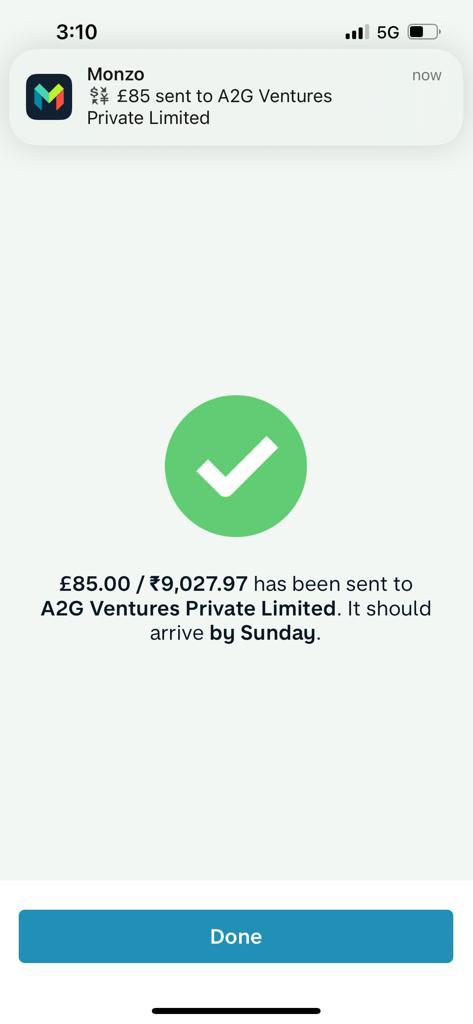 3:10
5G
Monzo
now
💱 £85 sent to A2G Ventures
Private Limited
£85.00 / ₹9,027.97 has been sent to
A2G Ventures Private Limited. It should
arrive by Sunday.
Done